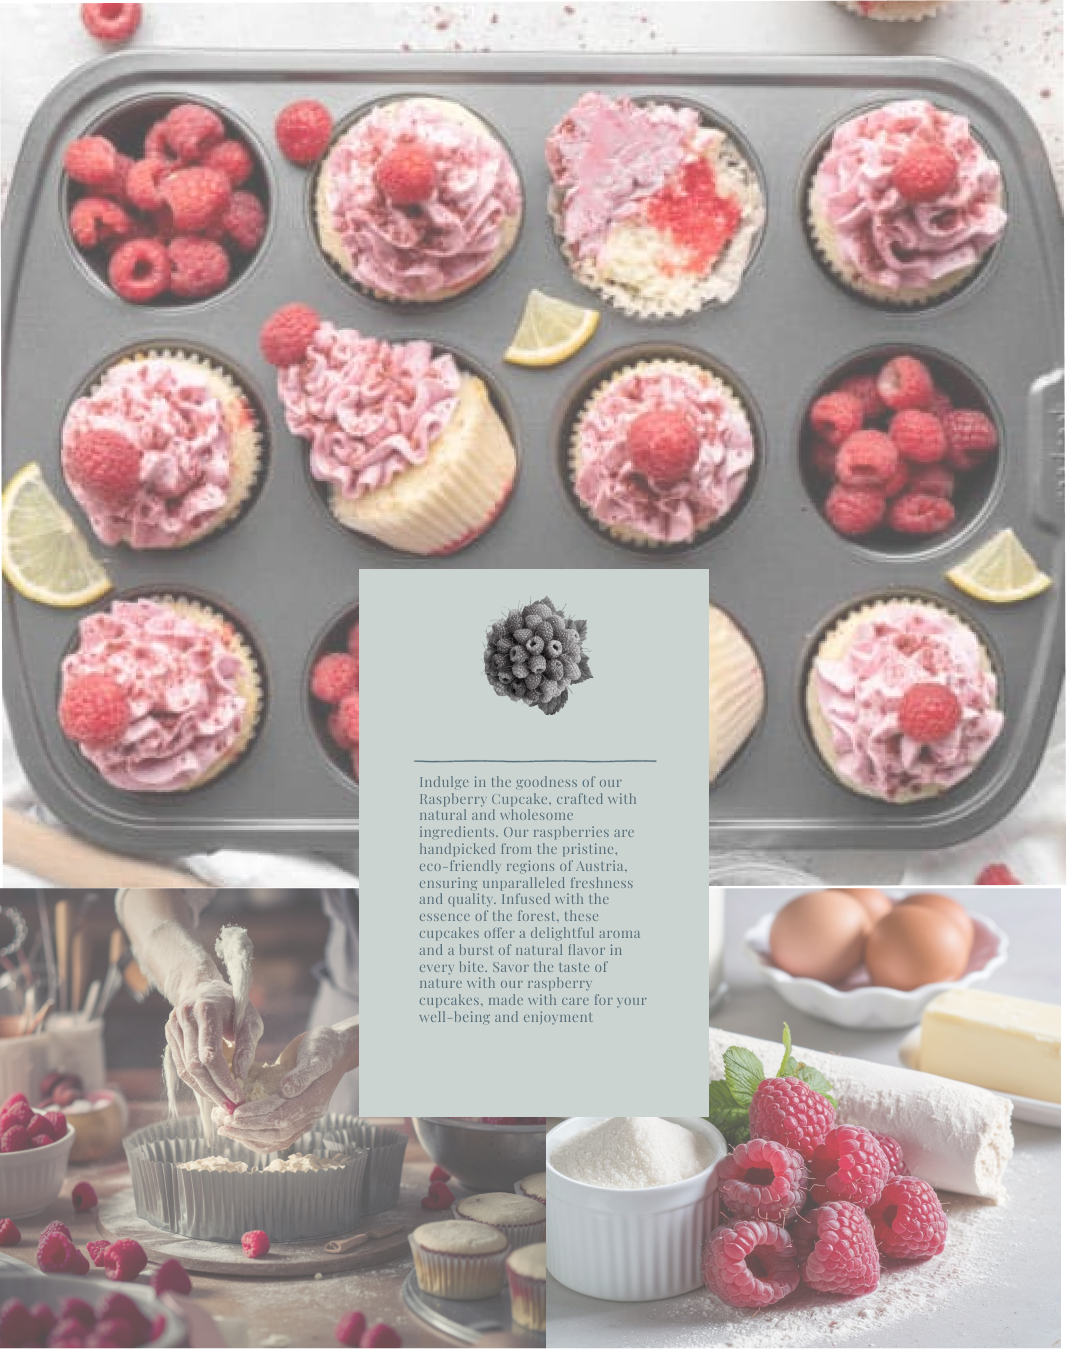 Indulge in the goodness of our
Raspberry Cupcake, crafted with
natural and wholesome
ingredients. Our raspberries are
handpicked from the pristine,
eco-friendly regions of Austria,
ensuring unparalleled freshness
and quality. Infused with the
essence of the forest, these
cupcakes offer a delightful aroma
and a burst of natural flavor in
every bite. Savor the taste of
nature with our raspberry
cupcakes, made with care for your
well-being and enjoyment